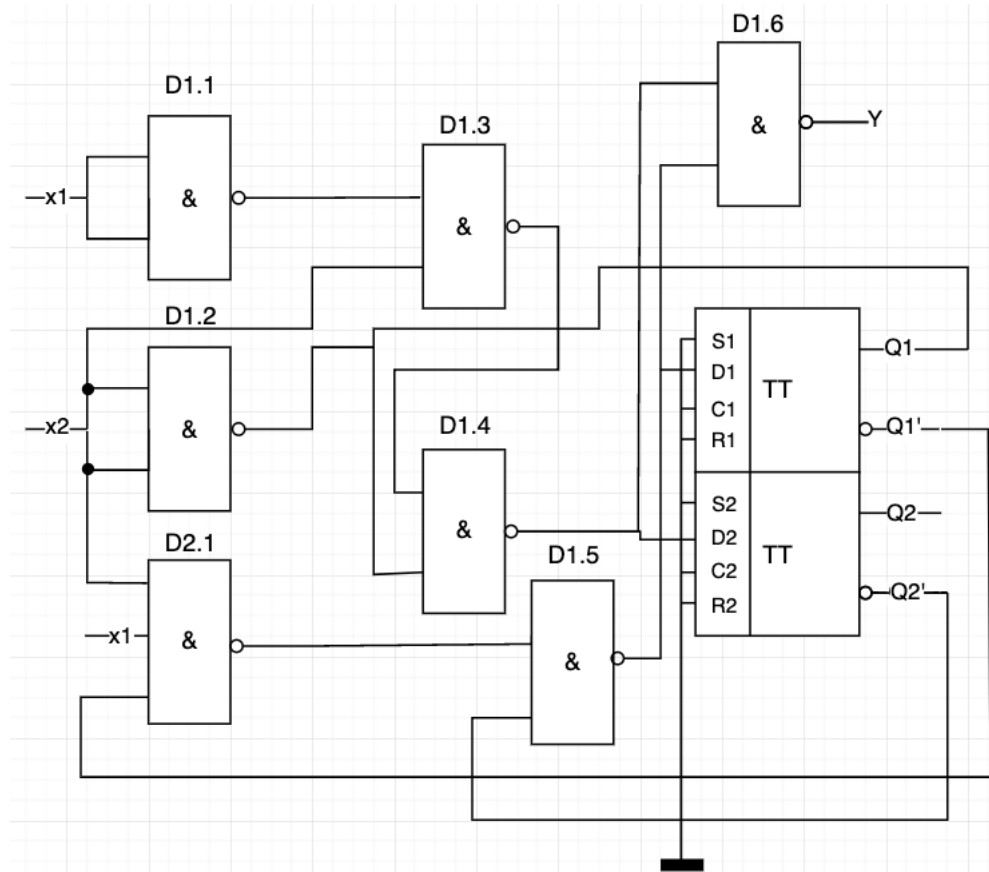 D1.6
D1.1
&
Y
D1.3
x1
&
&
D1.2
S1
Q1
D1
TT
C1
x2
&
D1.4
R1
Q1'
S2
Q2
&
D2.1
D1.5
D2
TT
C2
Q2'
R2
x1
&
&